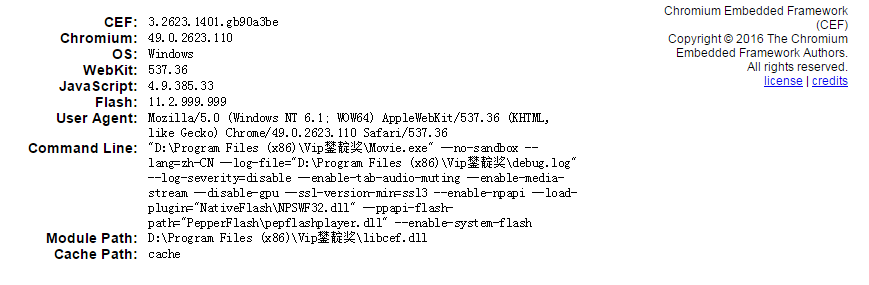 Chromium Embedded Framework
(CEF)
Copyright © 2016 The Chromium
Embedded Framework Authors.
All rights reserved.
license | credits
CEF: 3.2623.1401.gb90a3be
Chromium: 49.0.2623.110
OS: Windows
WebKit: 537.36
JavaScript: 4.9.385.33
Flash: 11.2.999.999
User Agent: Mozilla/5.0 (Windows NT 6.1; WOW64) AppleWebKit/537.36 (KHTML,
like Gecko) Chrome/49.0.2623.110 Safari/537.36
Command Line: "D:\Program Files (x86)\Vip鐢靛奖\Movie.exe" --no-sandbox --
lang=zh-CN --log-file="D:\Program Files (x86)\Vip鐢靛奖\debug.log"
--log-severity=disable --enable-tab-audio-muting --enable-media-
stream --disable-gpu --ssl-version-min=ssl3 --enable-npapi --load-
plugin="NativeFlash\NPSWF32.dll" --ppapi-flash-
path="PepperFlash\pepflashplayer.dll" --enable-system-flash
Module Path: D:\Program Files (x86)\Vip鐢靛奖\libcef.dll
Cache Path: cache